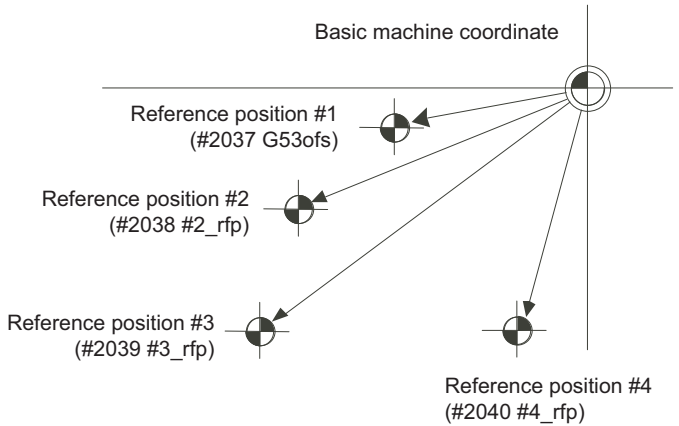 Basic machine coordinate
Reference position #1
(#2037 G53ofs)
Reference position #2
(#2038 #2_rfp)
Reference position #3
(#2039 #3_rfp)
Reference position #4
(#2040 #4_rfp)